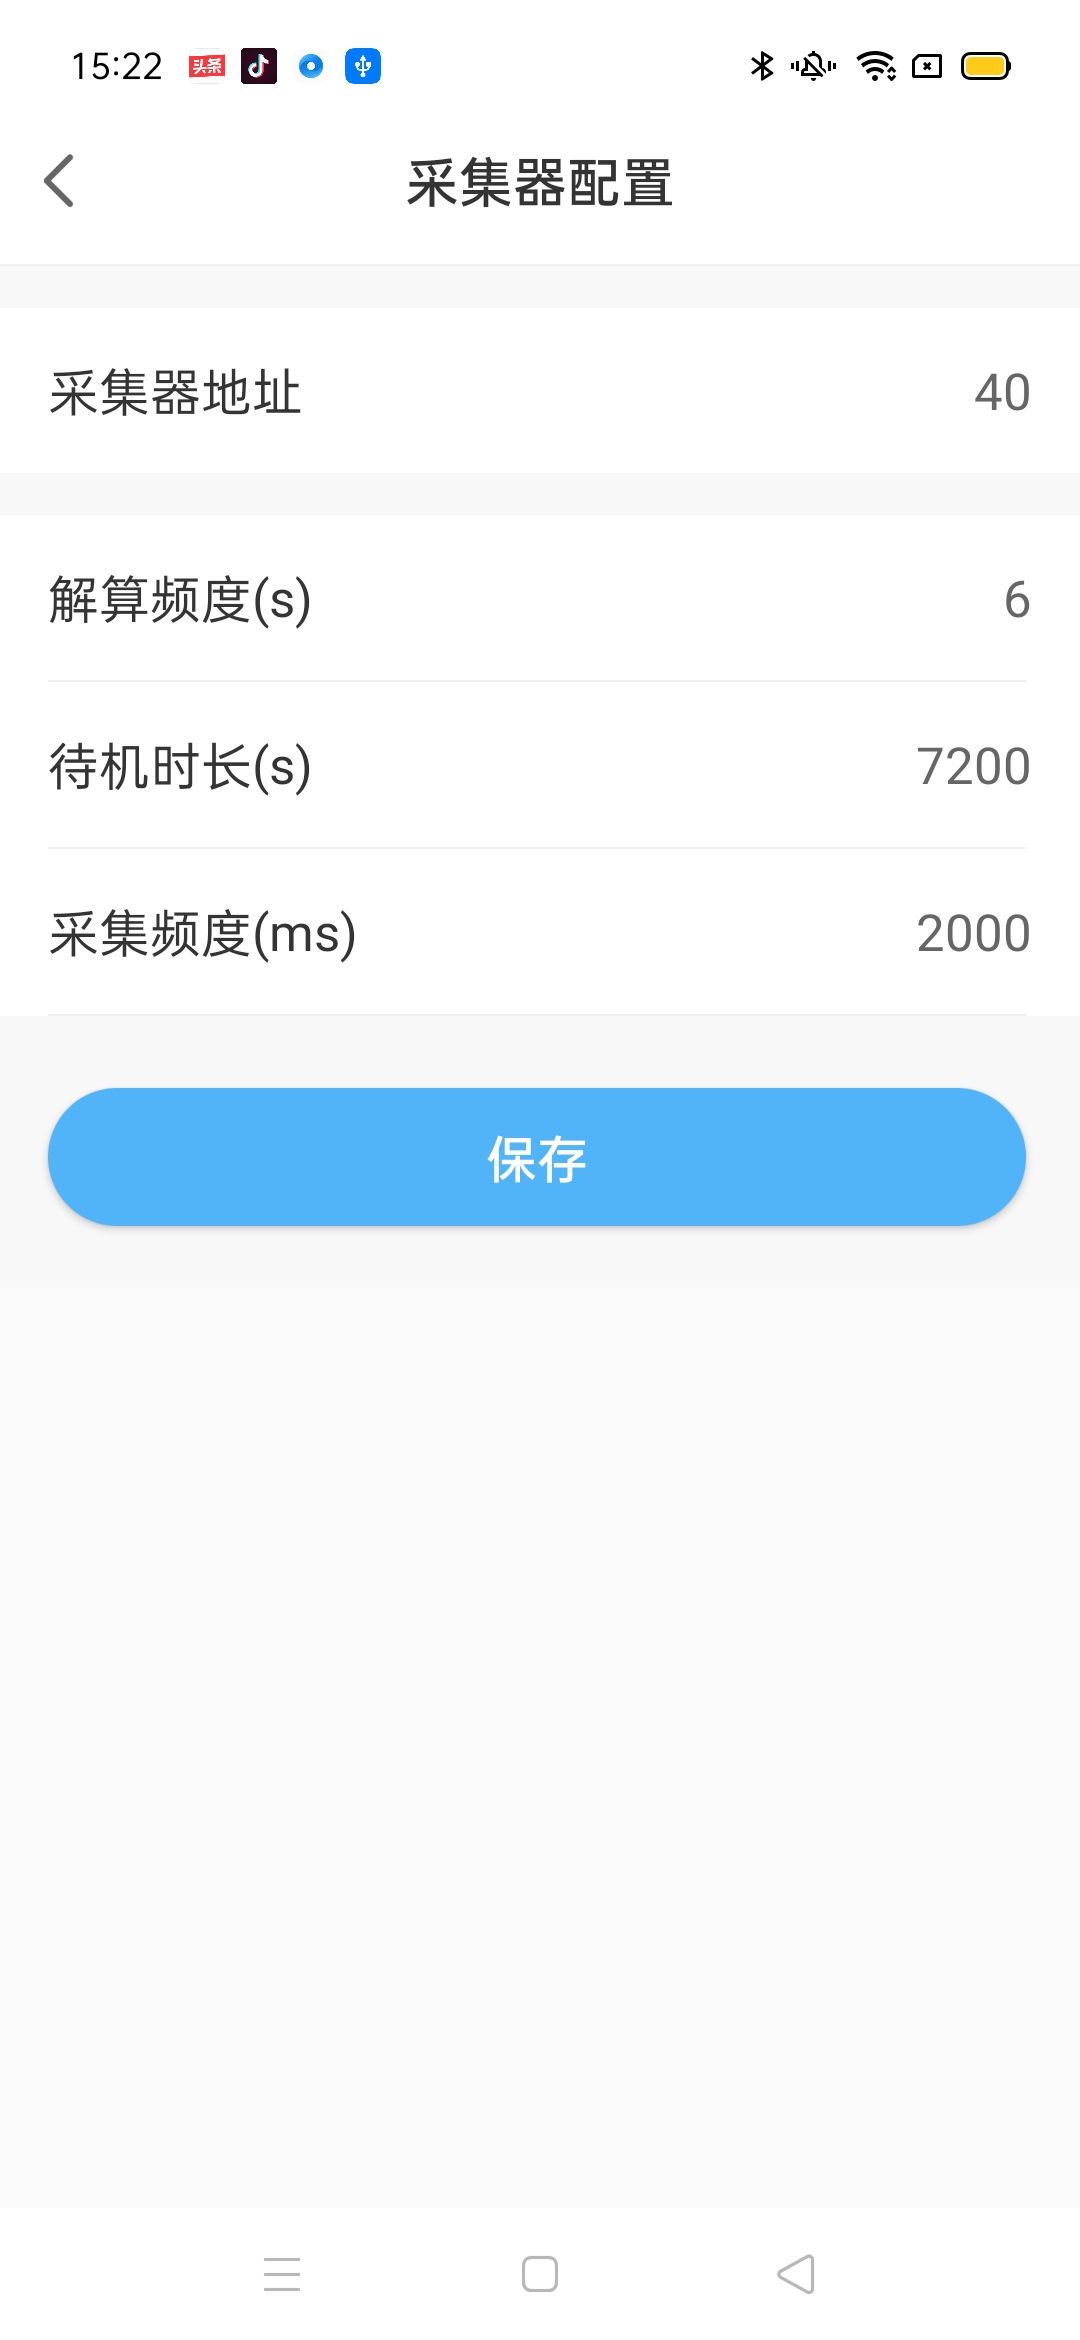 15:22 头条
采集器配置
采集器地址 40
解算频度(s) 6
待机时长(s) 7200
采集频度(ms) 2000
保存